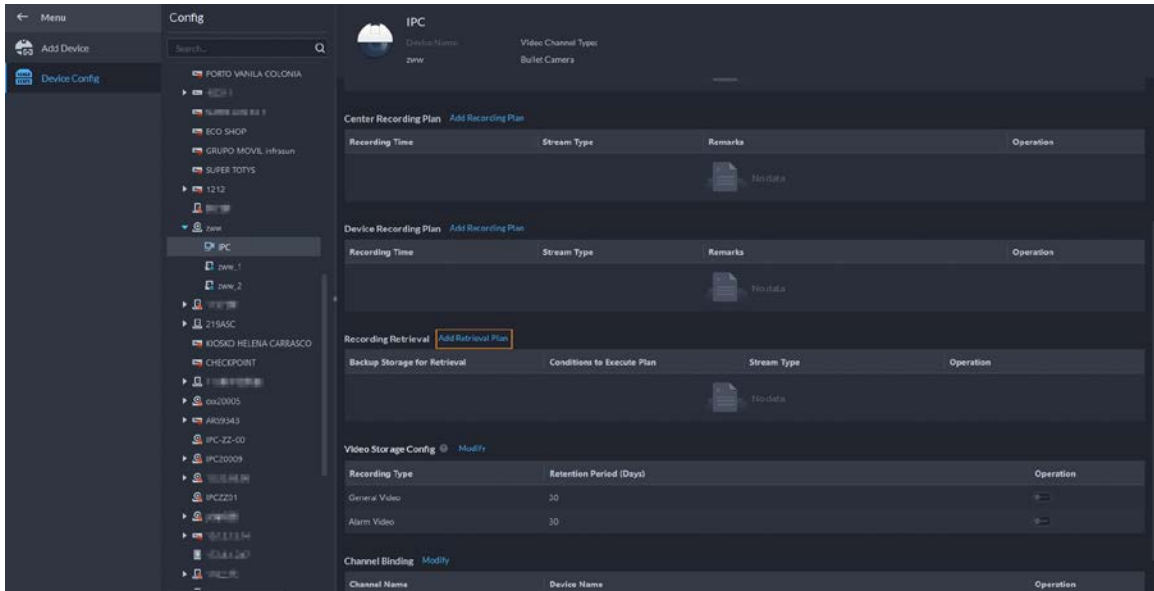 Menu
Add Device
Device Config
Config
Search...
PORTO VANILA COLONIA
ECO SHOP
GRUPO MOVIL infrasun
SUPER TOTYS
1212
zww
IPC
zww_1
zww_2
219ASC
KIOSKO HELENA CARRASCO
CHECKPOINT
ARS9343
IPC-ZZ-00
IPC20009
IPCZZ01
IPC
Device Name: Video Channel Type:
zww Bullet Camera
Center Recording Plan Add Recording Plan
Recording Time Stream Type Remarks Operation
No data
Device Recording Plan Add Recording Plan
Recording Time Stream Type Remarks Operation
No data
Recording Retrieval Add Retrieval Plan
Backup Storage for Retrieval Conditions to Execute Plan Stream Type Operation
No data
Video Storage Config Modify
Recording Type Retention Period (Days) Operation
General Video 30
Alarm Video 30
Channel Binding Modify
Channel Name Device Name Operation